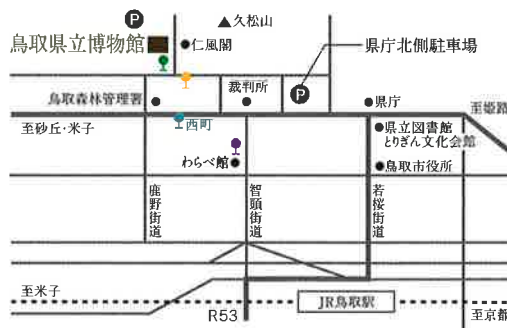 P
▲久松山
鳥取県立博物館
●仁風閣
県庁北側駐車場
裁判所
P
鳥取森林管理署
●県庁
至姫路
至砂丘・米子
西町
●県立図書館
とりぎん文化会館
わらべ館●
●鳥取市役所
鹿野街道
智頭街道
若桜街道
至米子
JR鳥取駅
R53
至京都